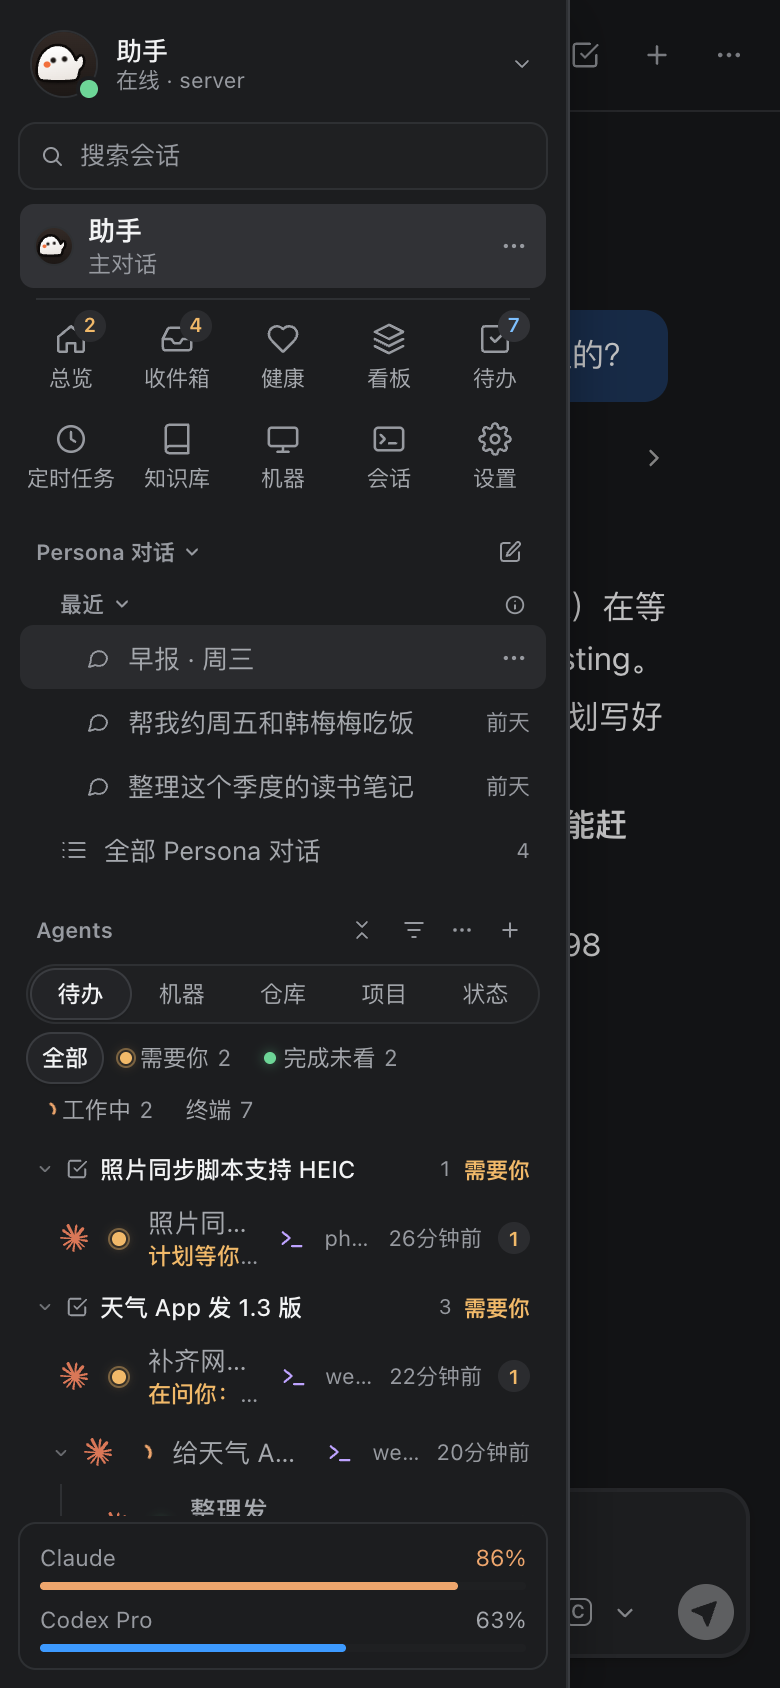 助手
在线 · server
搜索会话
助手
主对话
2
4
7
总览
收件箱
健康
看板
待办
定时任务
知识库
机器
会话
设置
的?
Persona 对话
最近
早报 · 周三
帮我约周五和韩梅梅吃饭 前天
整理这个季度的读书笔记 前天
全部 Persona 对话 4
）在等
sting。
划写好
能赶
98
Agents
待办 机器 仓库 项目 状态
全部 需要你 2 完成未看 2
工作中 2 终端 7
照片同步脚本支持 HEIC 1 需要你
照片同… ph… 26分钟前 1
计划等你…
天气 App 发 1.3 版 3 需要你
补齐网… we… 22分钟前 1
在问你：…
给天气 A… we… 20分钟前
整理发
Claude 86%
Codex Pro 63%
C